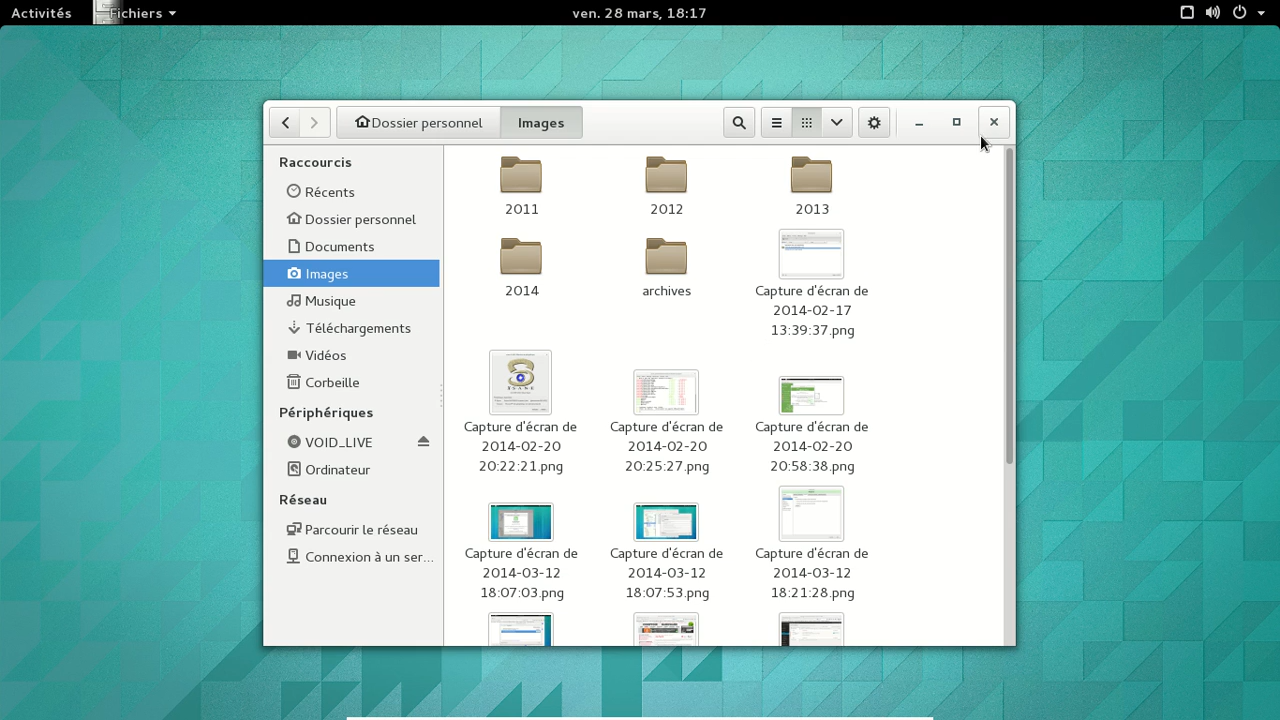 Activités
Fichiers
ven. 28 mars, 18:17
Dossier personnel
Images
Raccourcis
Récents
Dossier personnel
Documents
Images
Musique
Téléchargements
Vidéos
Corbeille
Périphériques
VOID_LIVE
Ordinateur
Réseau
Parcourir le réseau
Connexion à un ser...
2011
2012
2013
2014
archives
Capture d'écran de
2014-02-17
13:39:37.png
Capture d'écran de
2014-02-20
20:22:21.png
Capture d'écran de
2014-02-20
20:25:27.png
Capture d'écran de
2014-02-20
20:58:38.png
Capture d'écran de
2014-03-12
18:07:03.png
Capture d'écran de
2014-03-12
18:07:53.png
Capture d'écran de
2014-03-12
18:21:28.png